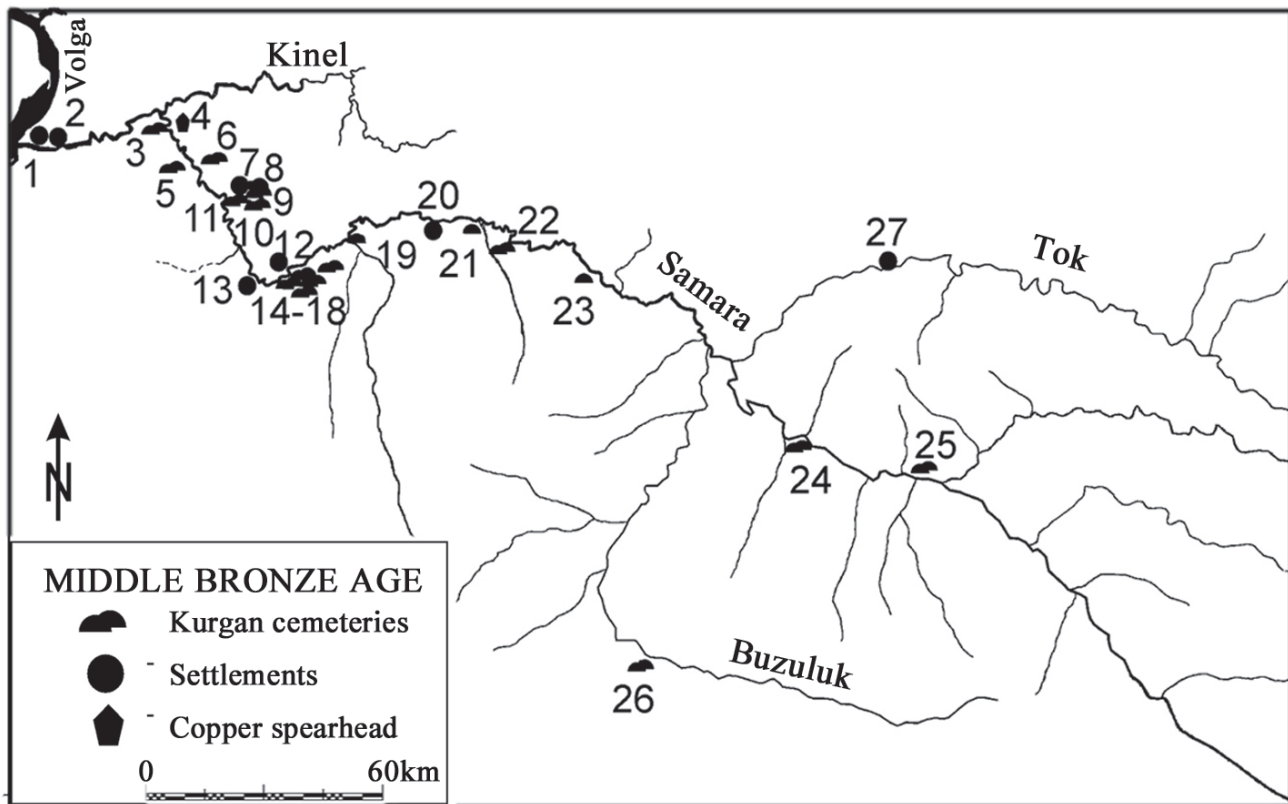 Volga
Kinel
2
4
1
3
6
5
7
8
9
11
10
12
20
22
19
21
27
Tok
Samara
13
14-18
23
25
24
N
MIDDLE BRONZE AGE
Kurgan cemeteries
- Settlements
- Copper spearhead
0 60km
Buzuluk
26